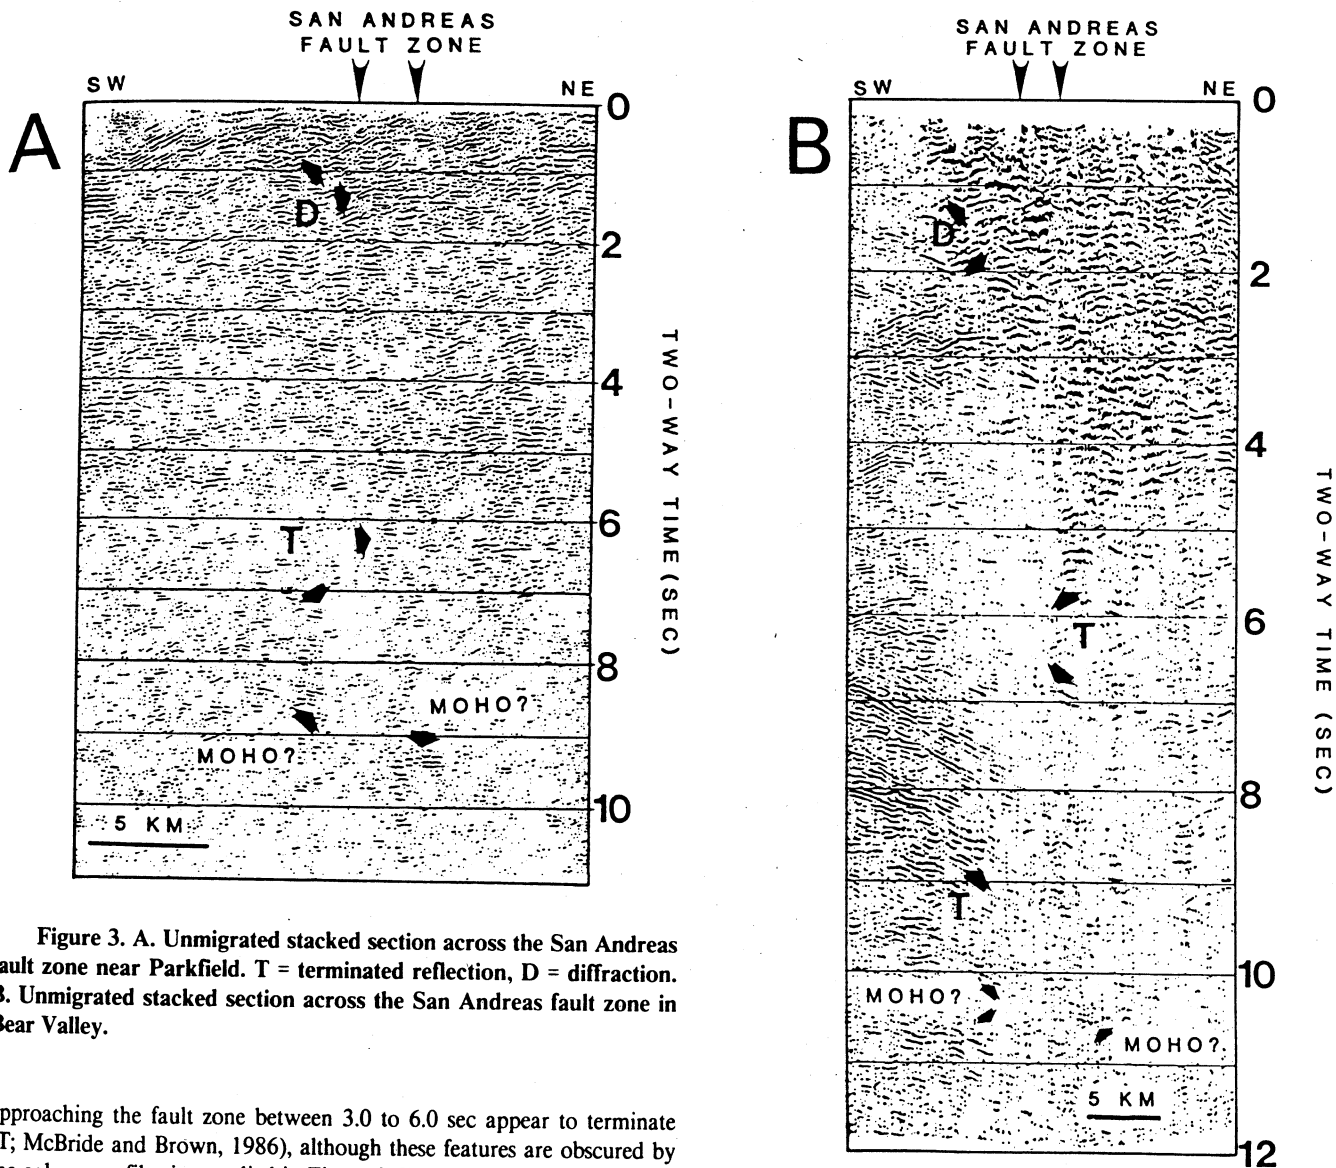 SAN ANDREAS
FAULT ZONE
SW
NE
A
0
2
4
6
8
10
D
T
MOHO?
MOHO?
5 KM
TWO-WAY TIME (SEC)
SAN ANDREAS
FAULT ZONE
SW
NE
B
0
2
4
6
8
10
12
D
T
T
MOHO?
MOHO?
5 KM
TWO-WAY TIME (SEC)
Figure 3. A. Unmigrated stacked section across the San Andreas
ault zone near Parkfield. T = terminated reflection, D = diffraction.
B. Unmigrated stacked section across the San Andreas fault zone in
Bear Valley.
pproaching the fault zone between 3.0 to 6.0 sec appear to terminate
T; McBride and Brown, 1986), although these features are obscured by